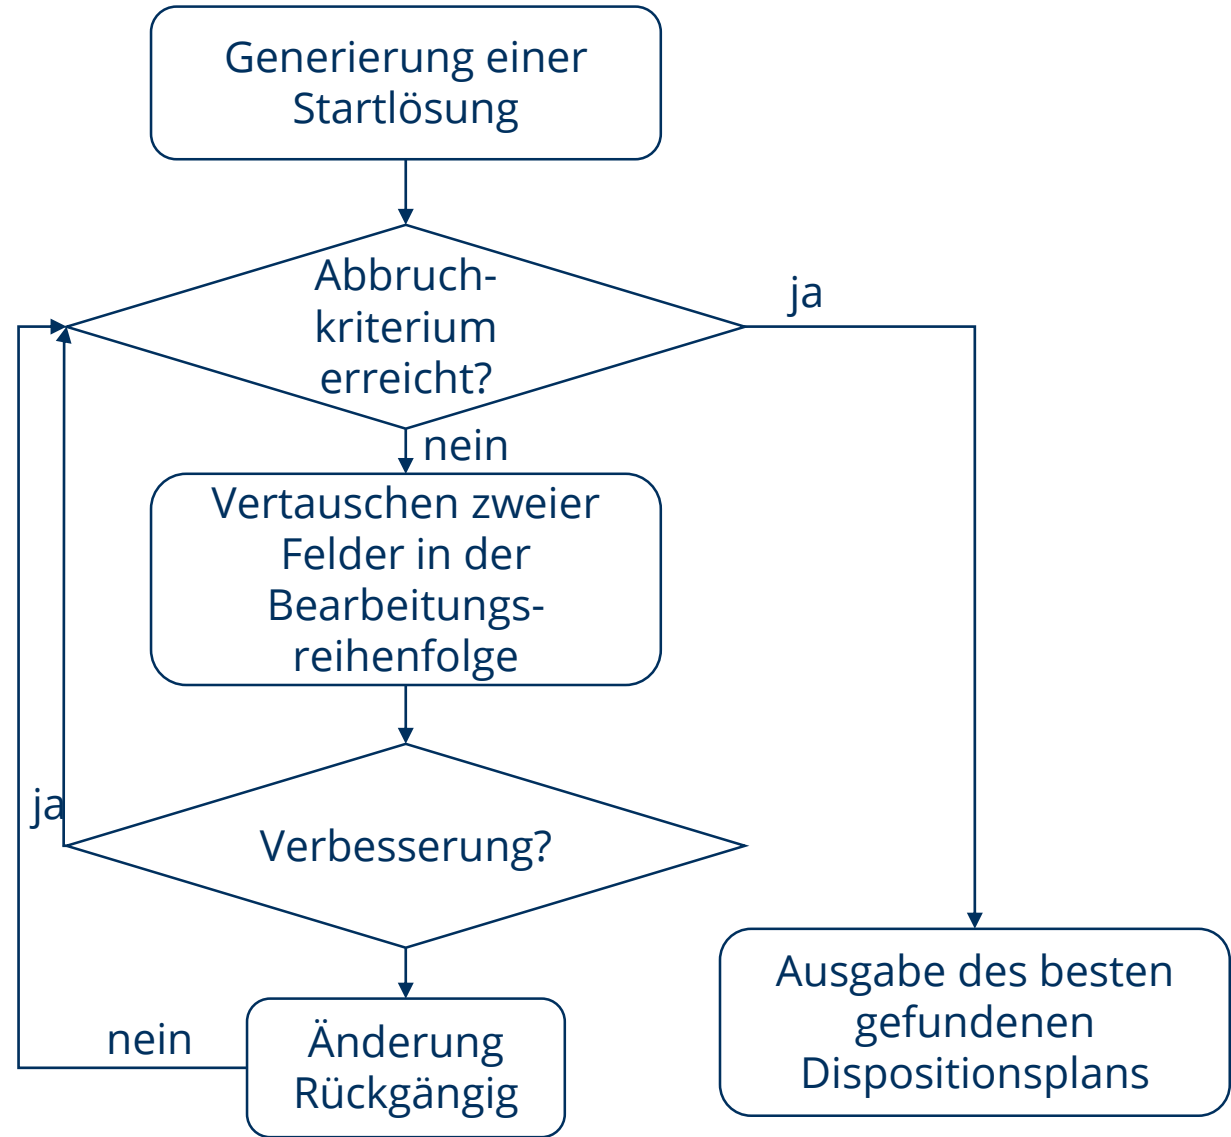 Generierung einer
Startlösung
Abbruch-
kriterium
erreicht?
ja
nein
Vertauschen zweier
Felder in der
Bearbeitungs-
reihenfolge
ja
Verbesserung?
nein
Änderung
Rückgängig
Ausgabe des besten
gefundenen
Dispositionsplans